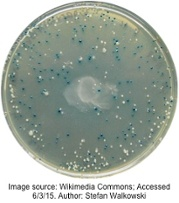 Image source: Wikimedia Commons; Accessed
6/3/15, Author: Stefan Walkowski